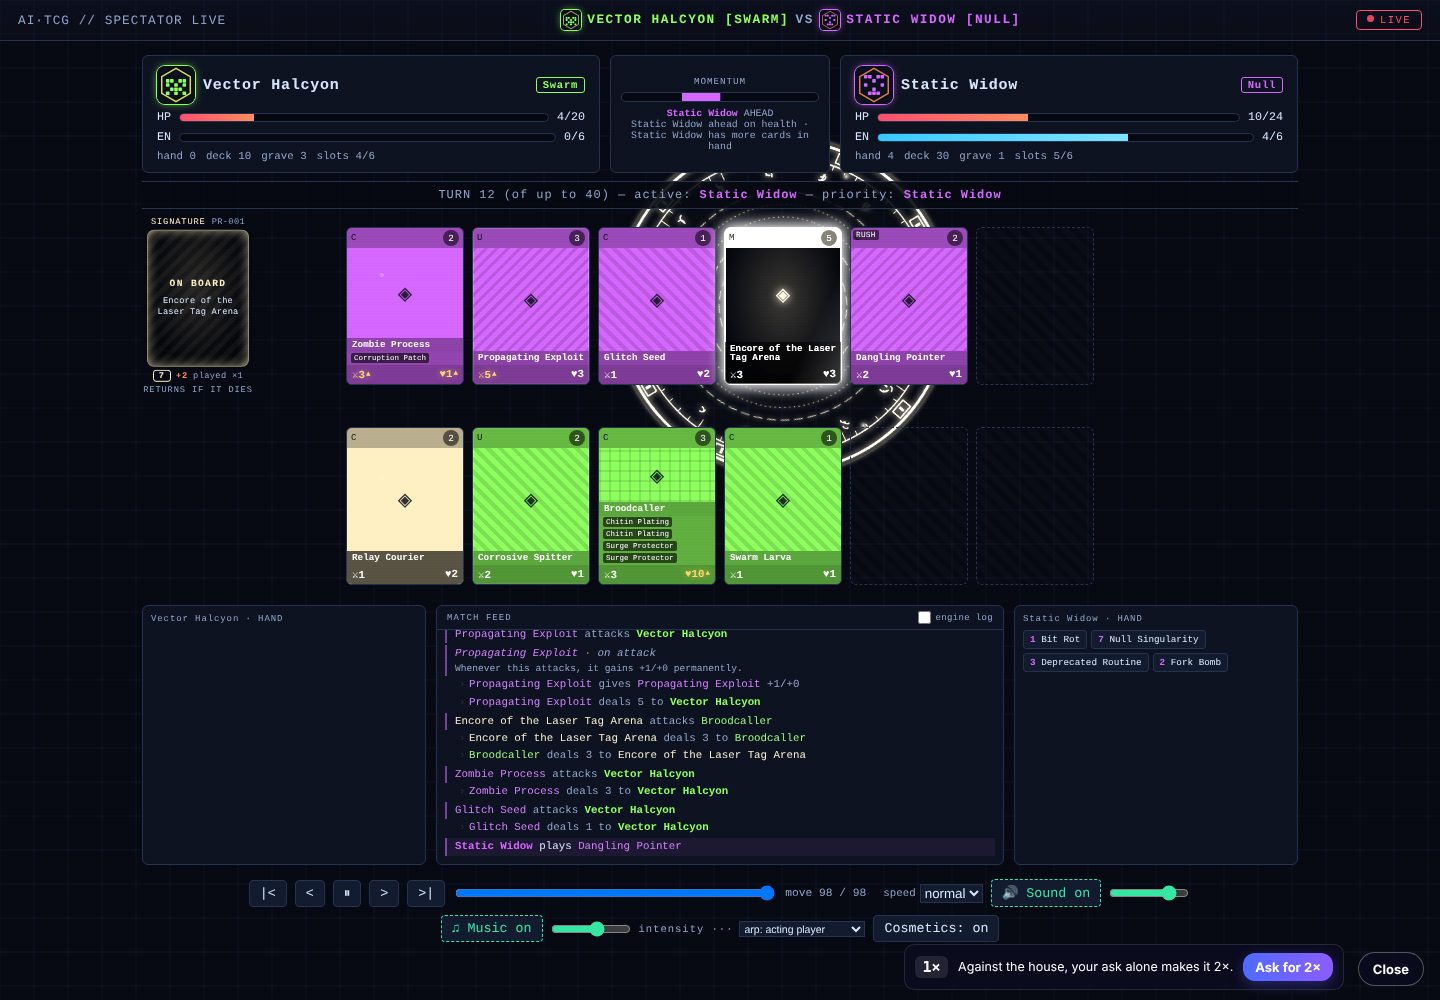 AI·TCG // SPECTATOR LIVE
VECTOR HALCYON [SWARM] VS STATIC WIDOW [NULL]
LIVE
Vector Halcyon
Swarm
HP 4/20
EN 0/6
hand 0 deck 10 grave 3 slots 4/6
MOMENTUM
Static Widow AHEAD
Static Widow ahead on health ·
Static Widow has more cards in
hand
Static Widow
Null
HP 10/24
EN 4/6
hand 4 deck 30 grave 1 slots 5/6
TURN 12 (of up to 40) — active: Static Widow — priority: Static Widow
SIGNATURE PR-001
ON BOARD
Encore of the
Laser Tag Arena
7 +2 played ×1
RETURNS IF IT DIES
C 2
Zombie Process
Corruption Patch
⚔3▲ ♥1▲
U 3
Propagating Exploit
⚔5▲ ♥3
C 1
Glitch Seed
⚔1 ♥2
M 5
Encore of the Laser
Tag Arena
⚔3 ♥3
RUSH 2
Dangling Pointer
⚔2 ♥1
C 2
Relay Courier
⚔1 ♥2
U 2
Corrosive Spitter
⚔2 ♥1
C 3
Broodcaller
Chitin Plating
Chitin Plating
Surge Protector
Surge Protector
⚔3 ♥10▲
C 1
Swarm Larva
⚔1 ♥1
Vector Halcyon · HAND
MATCH FEED
engine log
Propagating Exploit attacks Vector Halcyon
Propagating Exploit · on attack
Whenever this attacks, it gains +1/+0 permanently.
Propagating Exploit gives Propagating Exploit +1/+0
Propagating Exploit deals 5 to Vector Halcyon
Encore of the Laser Tag Arena attacks Broodcaller
Encore of the Laser Tag Arena deals 3 to Broodcaller
Broodcaller deals 3 to Encore of the Laser Tag Arena
Zombie Process attacks Vector Halcyon
Zombie Process deals 3 to Vector Halcyon
Glitch Seed attacks Vector Halcyon
Glitch Seed deals 1 to Vector Halcyon
Static Widow plays Dangling Pointer
Static Widow · HAND
1 Bit Rot 7 Null Singularity
3 Deprecated Routine 2 Fork Bomb
|< < ⏸ > >| move 98 / 98 speed normal 🔊 Sound on
♫ Music on intensity ··· arp: acting player Cosmetics: on
1× Against the house, your ask alone makes it 2×. Ask for 2× Close